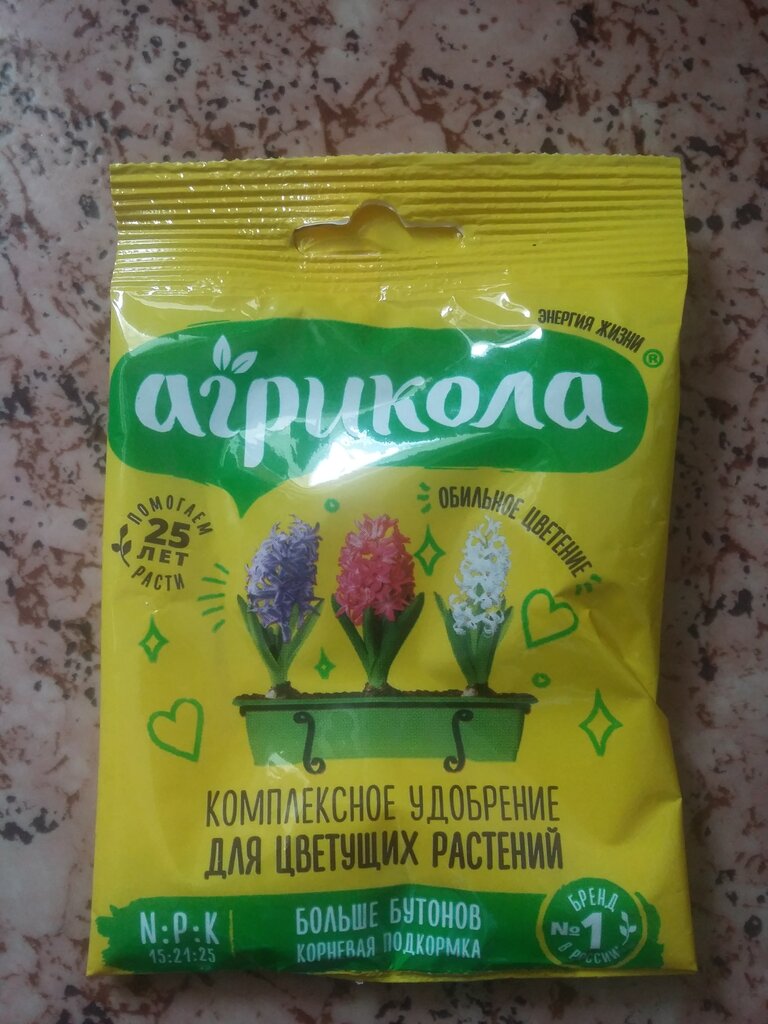 ЭНЕРГИЯ ЖИЗНИ
®
агрикола
ПОМОГАЕМ
25
ЛЕТ
РАСТИ
ОБИЛЬНОЕ ЦВЕТЕНИЕ
КОМПЛЕКСНОЕ УДОБРЕНИЕ
ДЛЯ ЦВЕТУЩИХ РАСТЕНИЙ
N:P:K
15:21:25
БОЛЬШЕ БУТОНОВ
КОРНЕВАЯ ПОДКОРМКА
БРЕНД
№1
В РОССИИ*